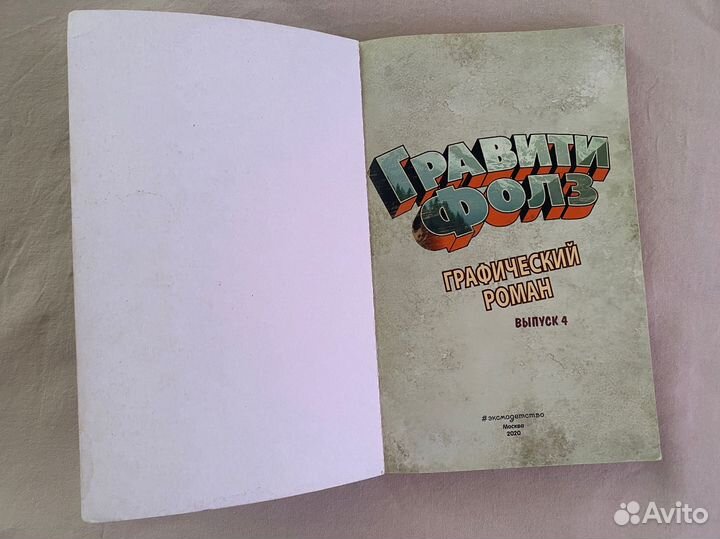 ГРАВИТИ
ФОЛЗ
ГРАФИЧЕСКИЙ
РОМАН
ВЫПУСК 4
#эксмодетство
Москва
2020
Avito